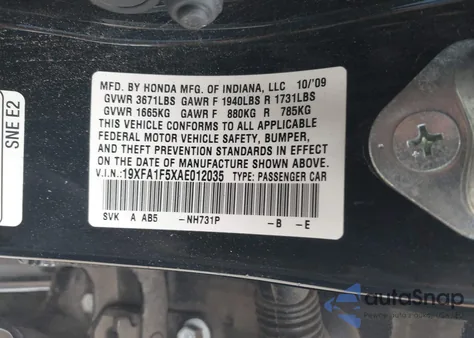 SNE E2
MFD. BY HONDA MFG. OF INDIANA, LLC 10/'09
GVWR 3671LBS GAWR F 1940LBS R 1731LBS
GVWR 1665KG GAWR F 880KG R 785KG
THIS VEHICLE CONFORMS TO ALL APPLICABLE
FEDERAL MOTOR VEHICLE SAFETY, BUMPER,
AND THEFT PREVENTION STANDARDS IN EFFECT ON
THE DATE OF MANUFACTURE SHOWN ABOVE.
V.I.N.: 19XFA1F5XAE012035 TYPE: PASSENGER CAR
SVK A AB5 -NH731P -B -E
autoSnap